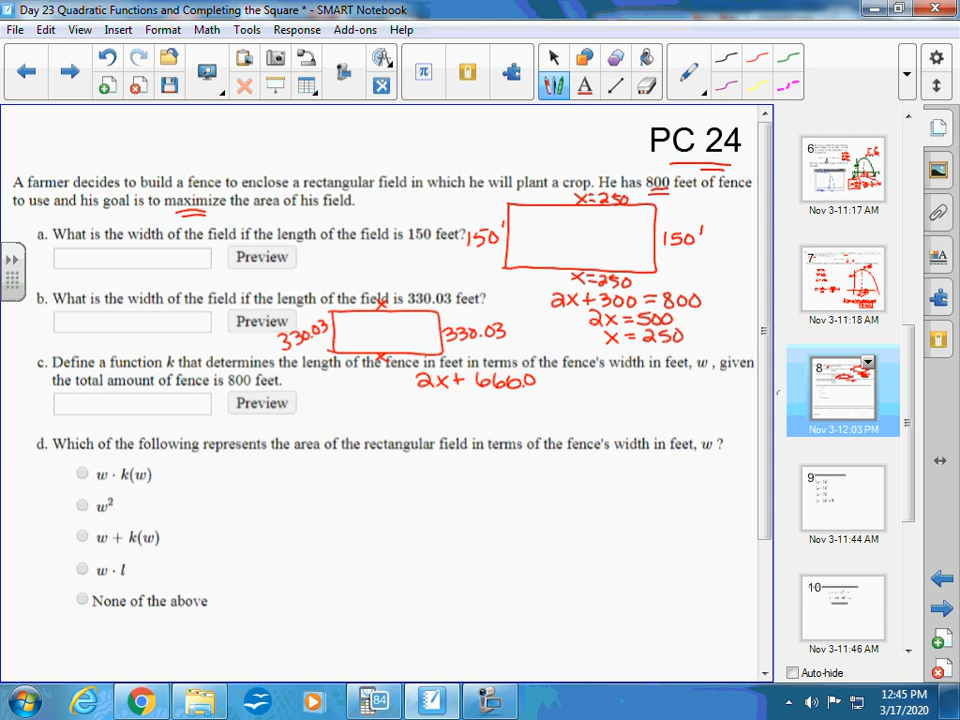 Day 23 Quadratic Functions and Completing the Square * - SMART Notebook
File Edit View Insert Format Math Tools Response Add-ons Help
PC 24
A farmer decides to build a fence to enclose a rectangular field in which he will plant a crop. He has 800 feet of fence
to use and his goal is to maximize the area of his field.
x=250
a. What is the width of the field if the length of the field is 150 feet?
150'
150'
Preview
x=250
b. What is the width of the field if the length of the field is 330.03 feet?
2x+300=800
x
Preview
2x=500
330.03
330.03
x=250
x
c. Define a function k that determines the length of the fence in feet in terms of the fence's width in feet, w , given
the total amount of fence is 800 feet.
2x+ 666.0
Preview
d. Which of the following represents the area of the rectangular field in terms of the fence's width in feet, w ?
w · k(w)
w²
w + k(w)
w · l
None of the above
6
Nov 3-11:17 AM
7
Nov 3-11:18 AM
8
Nov 3-12:03 PM
9
Nov 3-11:44 AM
10
Nov 3-11:46 AM
Auto-hide
84
12:45 PM
3/17/2020